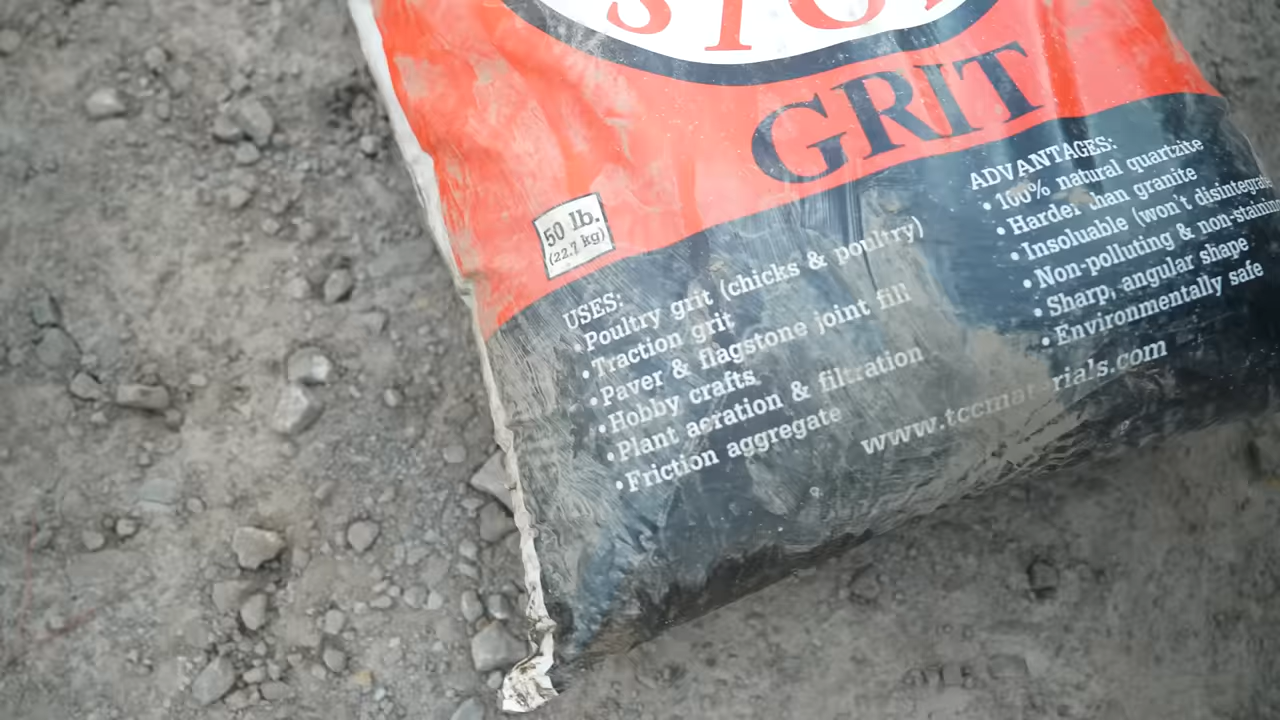 GRIT
50 lb.
(22.7 kg)
USES:
• Poultry grit (chicks & poultry)
• Traction grit
• Paver & flagstone joint fill
• Hobby crafts
• Plant aeration & filtration
• Friction aggregate
ADVANTAGES:
• 100% natural quartzite
• Harder than granite
• Insoluable (won't disintegrate
• Non-polluting & non-staining
• Sharp, angular shape
• Environmentally safe
www.tccmaterials.com